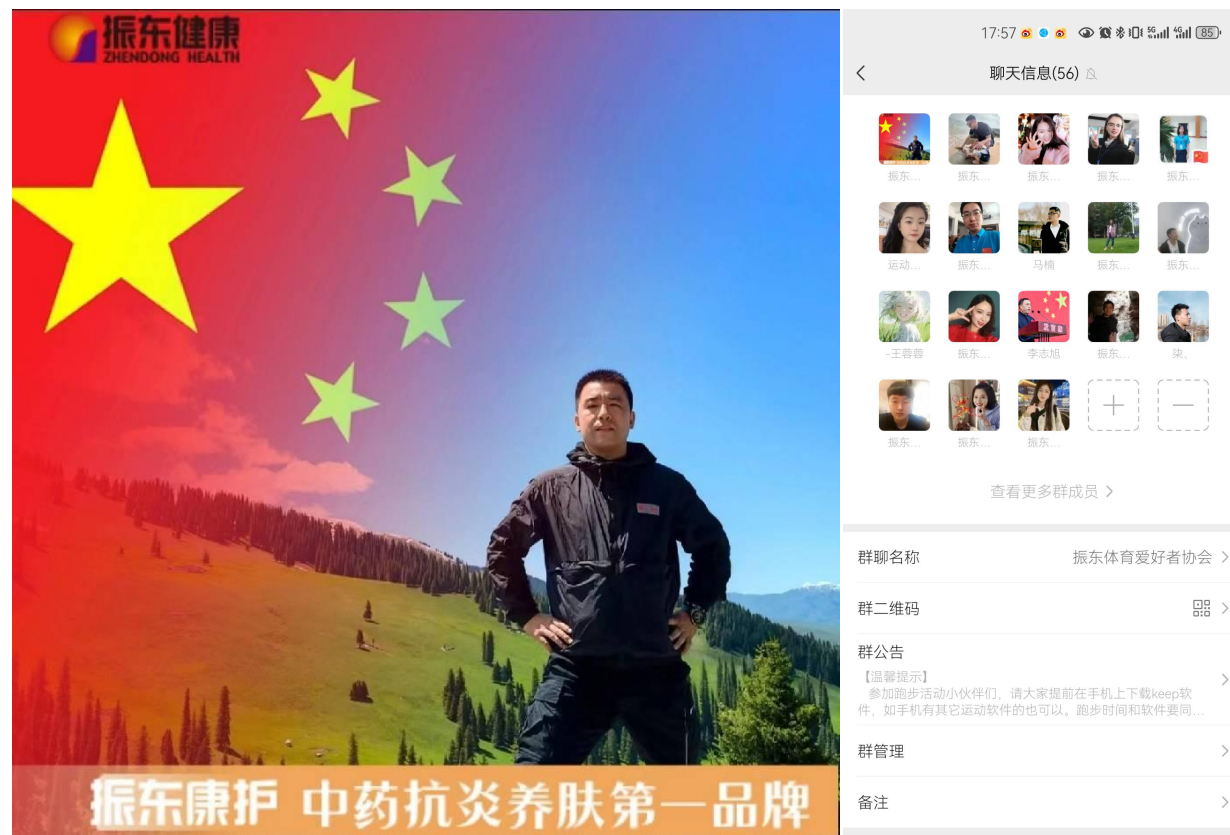 振东健康
ZHENDONG HEALTH
振东康护 中药抗炎养肤第一品牌
17:57
5G
4G
85
聊天信息(56)
振东...
振东...
振东...
振东...
振东...
运动...
振东...
马楠
振东...
振东...
~王蓉蓉
振东...
李志旭
振东...
柒、
振东...
振东...
振东...
查看更多群成员
群聊名称
振东体育爱好者协会
群二维码
群公告
【温馨提示】
参加跑步活动小伙伴们，请大家提前在手机上下载keep软
件，如手机有其它运动软件的也可以。跑步时间和软件要同...
群管理
备注